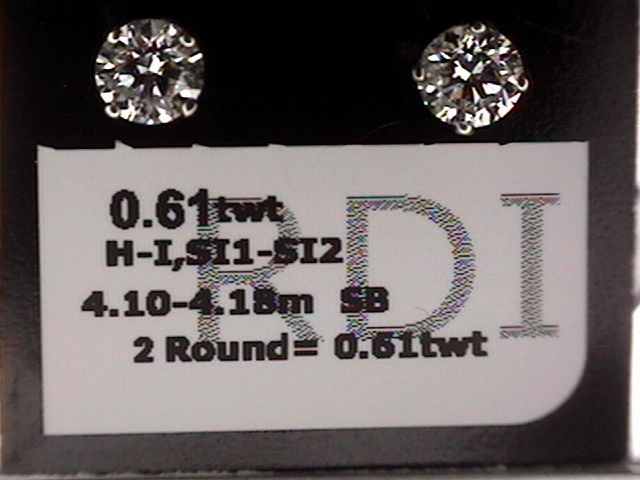 0.61twt
H-I,SI1-SI2
4.10-4.18m SB
2 Round= 0.61twt
RDI